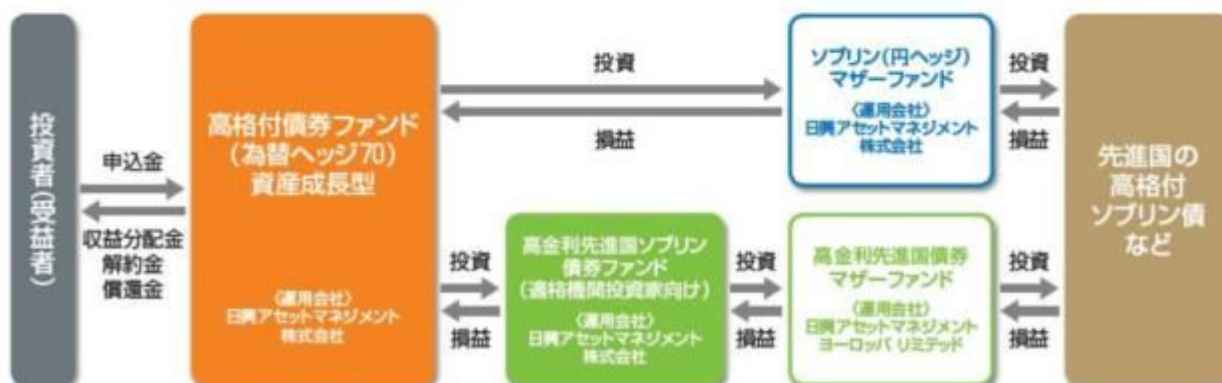 投資者(受益者)
申込金
収益分配金
解約金
償還金
高格付債券ファンド
(為替ヘッジ70)
資産成長型
〈運用会社〉
日興アセットマネジメント
株式会社
投資
損益
ソブリン(円ヘッジ)
マザーファンド
〈運用会社〉
日興アセットマネジメント
株式会社
投資
損益
投資
損益
高金利先進国ソブリン
債券ファンド
(適格機関投資家向け)
〈運用会社〉
日興アセットマネジメント
株式会社
投資
損益
高金利先進国債券
マザーファンド
〈運用会社〉
日興アセットマネジメント
ヨーロッパ リミテッド
投資
損益
先進国の
高格付
ソブリン債
など